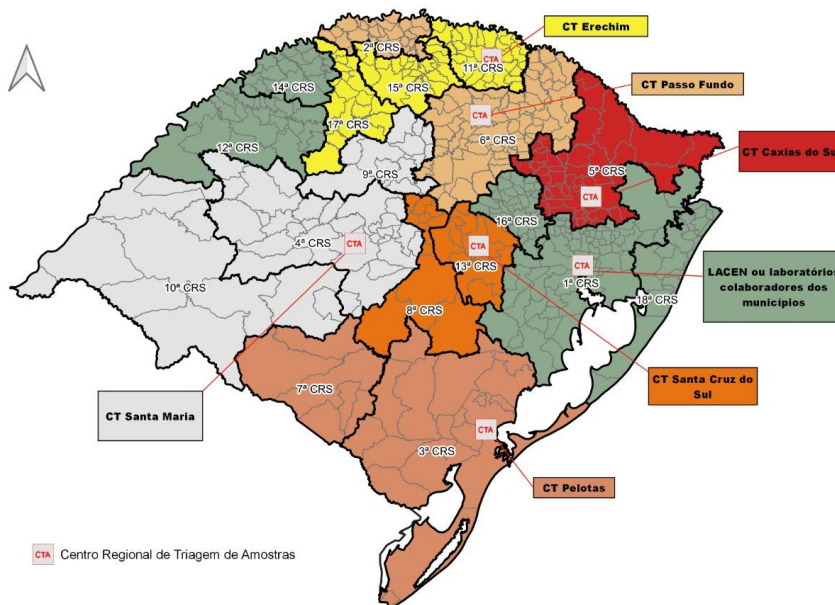 CT Erechim
2ª CRS
CTA
11ª CRS
14ª CRS
15ª CRS
CT Passo Fundo
17ª CRS
CTA
6ª CRS
12ª CRS
CT Caxias do Su
9ª CRS
5ª CRS
CTA
16ª CRS
4ª CRS
CTA
CTA
13ª CRS
CTA
LACEN ou laboratórios
colaboradores dos
municípios
10ª CRS
1ª CRS
18ª CRS
8ª CRS
CT Santa Cruz do
Sul
7ª CRS
CT Santa Maria
CTA
3ª CRS
CT Pelotas
CTA Centro Regional de Triagem de Amostras